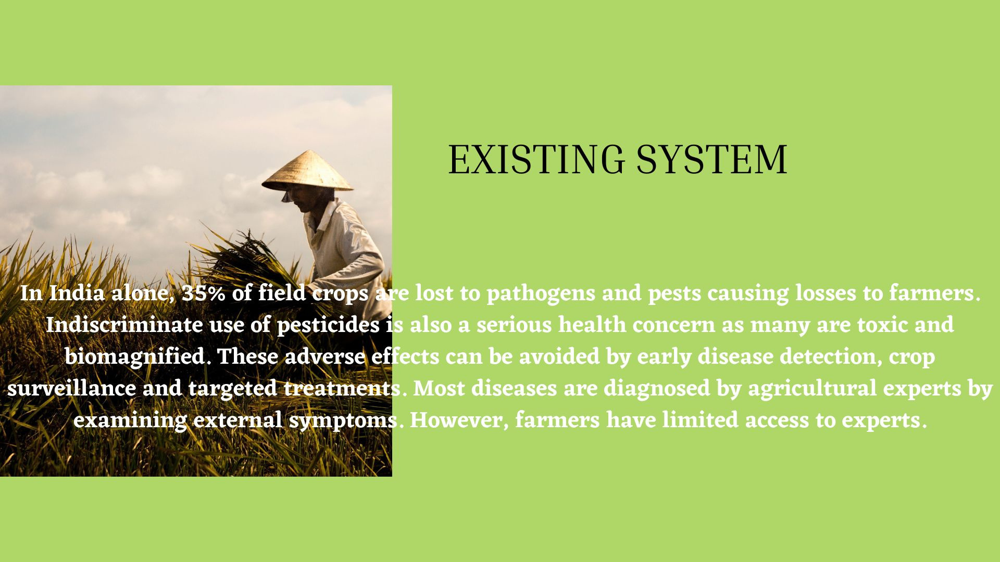 EXISTING SYSTEM
In India alone, 35% of field crops are lost to pathogens and pests causing losses to farmers.
Indiscriminate use of pesticides is also a serious health concern as many are toxic and
biomagnified. These adverse effects can be avoided by early disease detection, crop
surveillance and targeted treatments. Most diseases are diagnosed by agricultural experts by
examining external symptoms. However, farmers have limited access to experts.